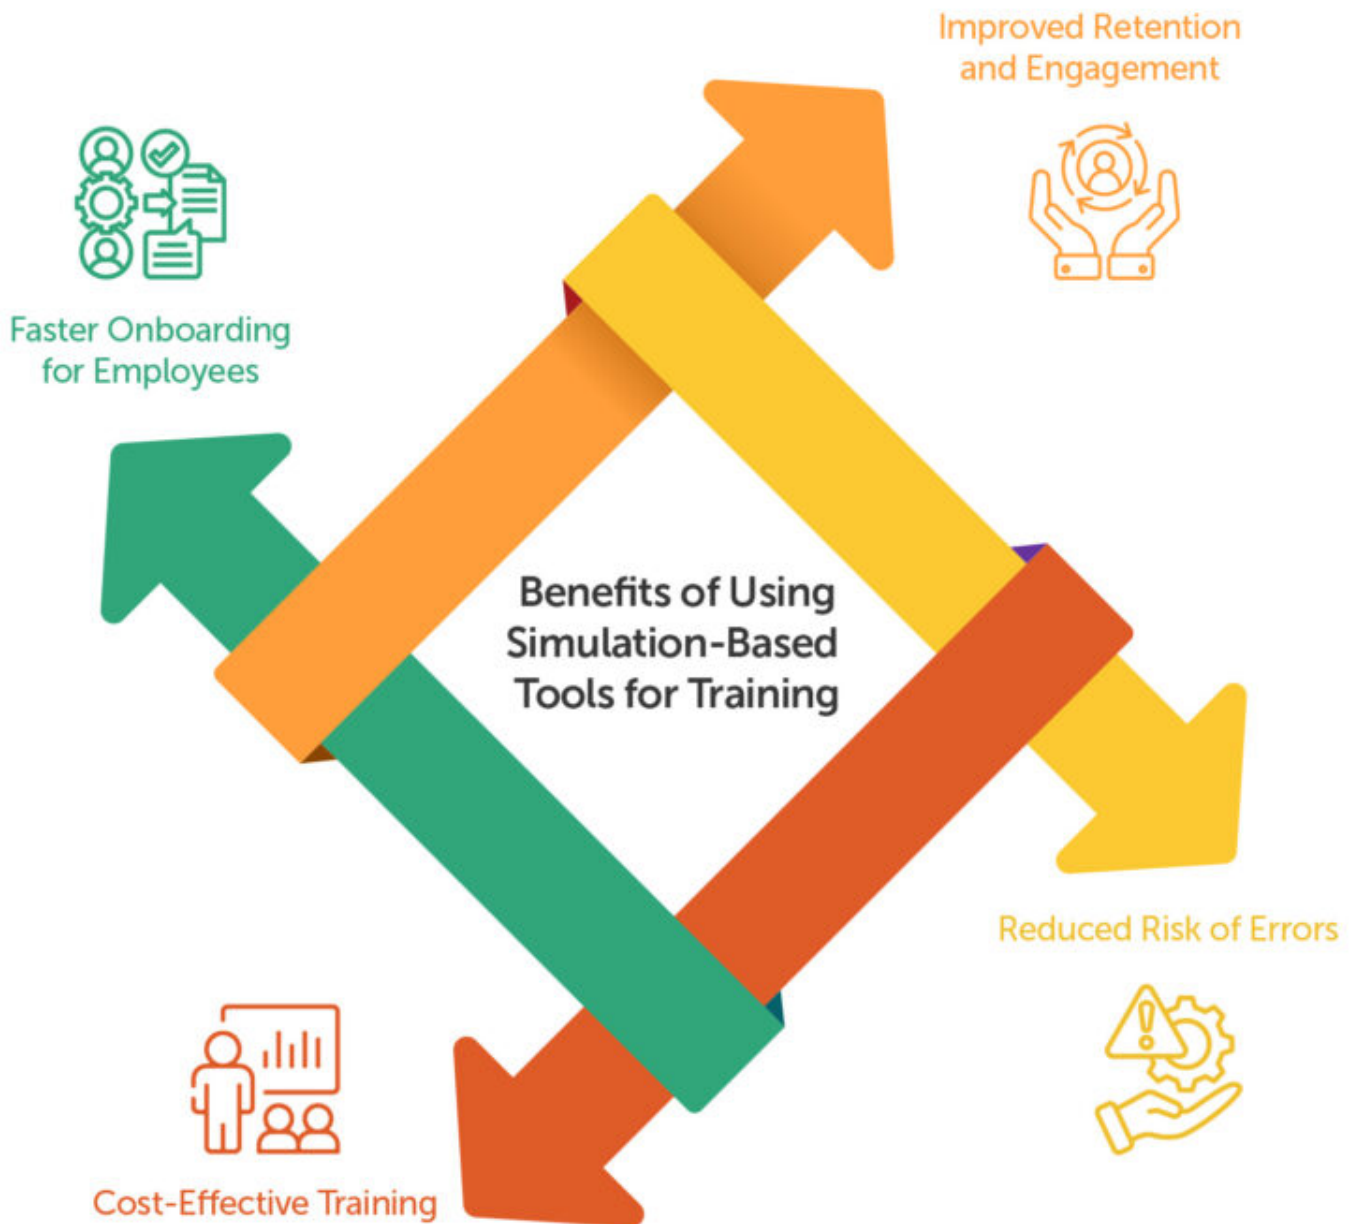 Improved Retention
and Engagement
Faster Onboarding
for Employees
Benefits of Using
Simulation-Based
Tools for Training
Reduced Risk of Errors
Cost-Effective Training